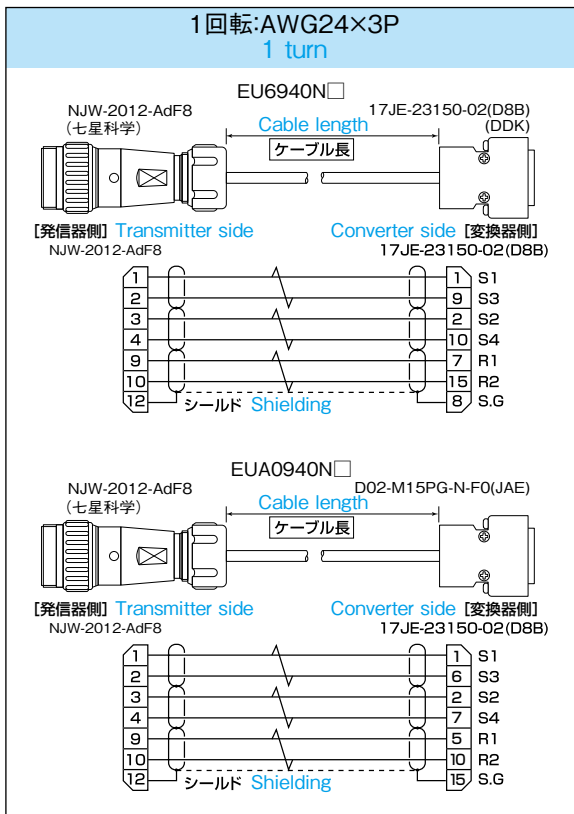 1回転:AWG24×3P
1 turn
EU6940N□
NJW-2012-AdF8
(七星科学)
17JE-23150-02(D8B)
(DDK)
Cable length
ケーブル長
[発信器側] Transmitter side
Converter side [変換器側]
NJW-2012-AdF8
17JE-23150-02(D8B)
1 1 S1
2 9 S3
3 2 S2
4 10 S4
9 7 R1
10 15 R2
12 シールド Shielding 8 S.G
EUA0940N□
NJW-2012-AdF8
(七星科学)
D02-M15PG-N-F0(JAE)
Cable length
ケーブル長
[発信器側] Transmitter side
Converter side [変換器側]
NJW-2012-AdF8
17JE-23150-02(D8B)
1 1 S1
2 6 S3
3 2 S2
4 7 S4
9 5 R1
10 10 R2
12 シールド Shielding 15 S.G